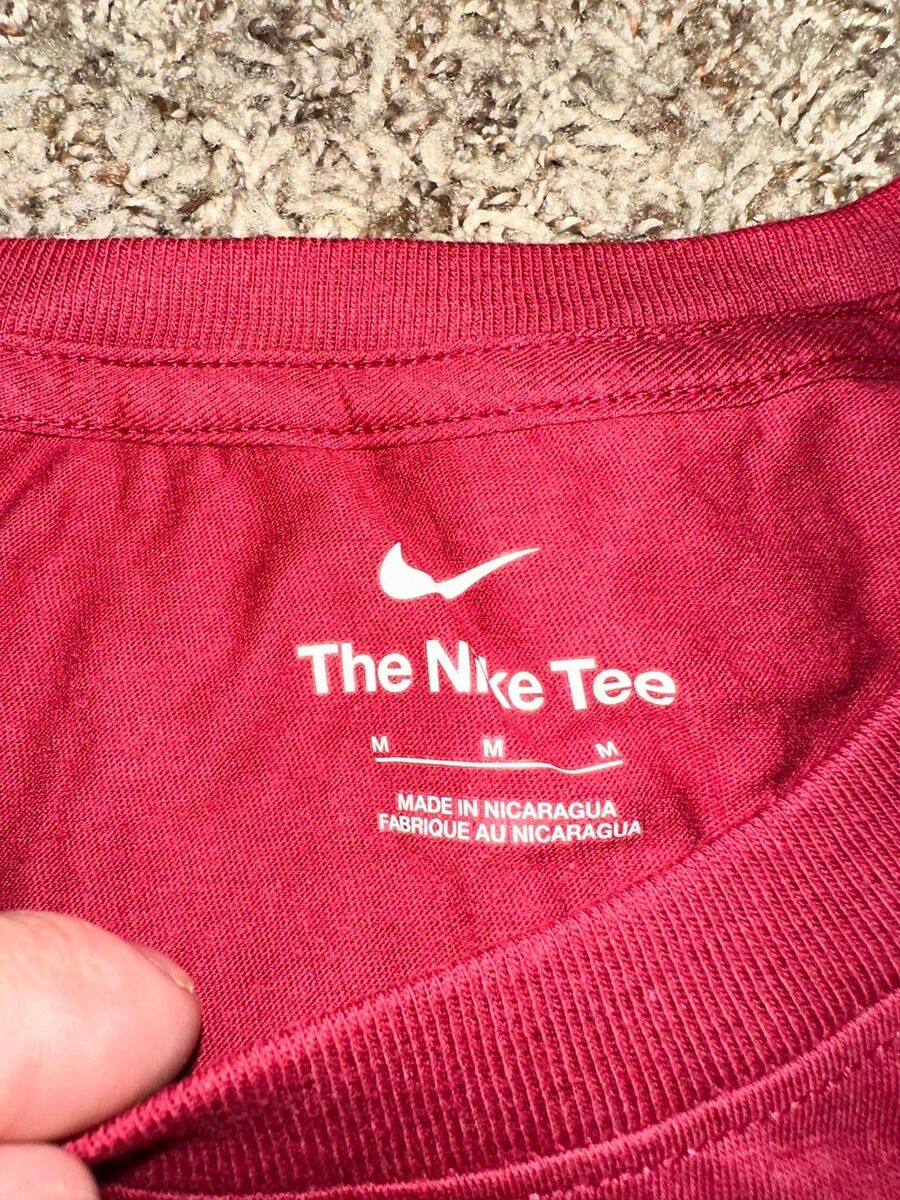 The Nike Tee
M M M
MADE IN NICARAGUA
FABRIQUE AU NICARAGUA